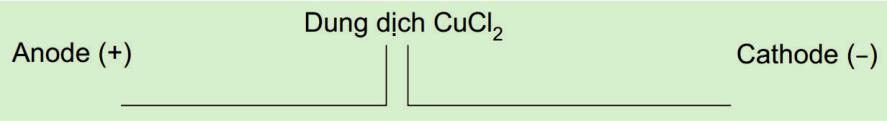 Dung dịch CuCl₂
Anode (+)
Cathode (–)